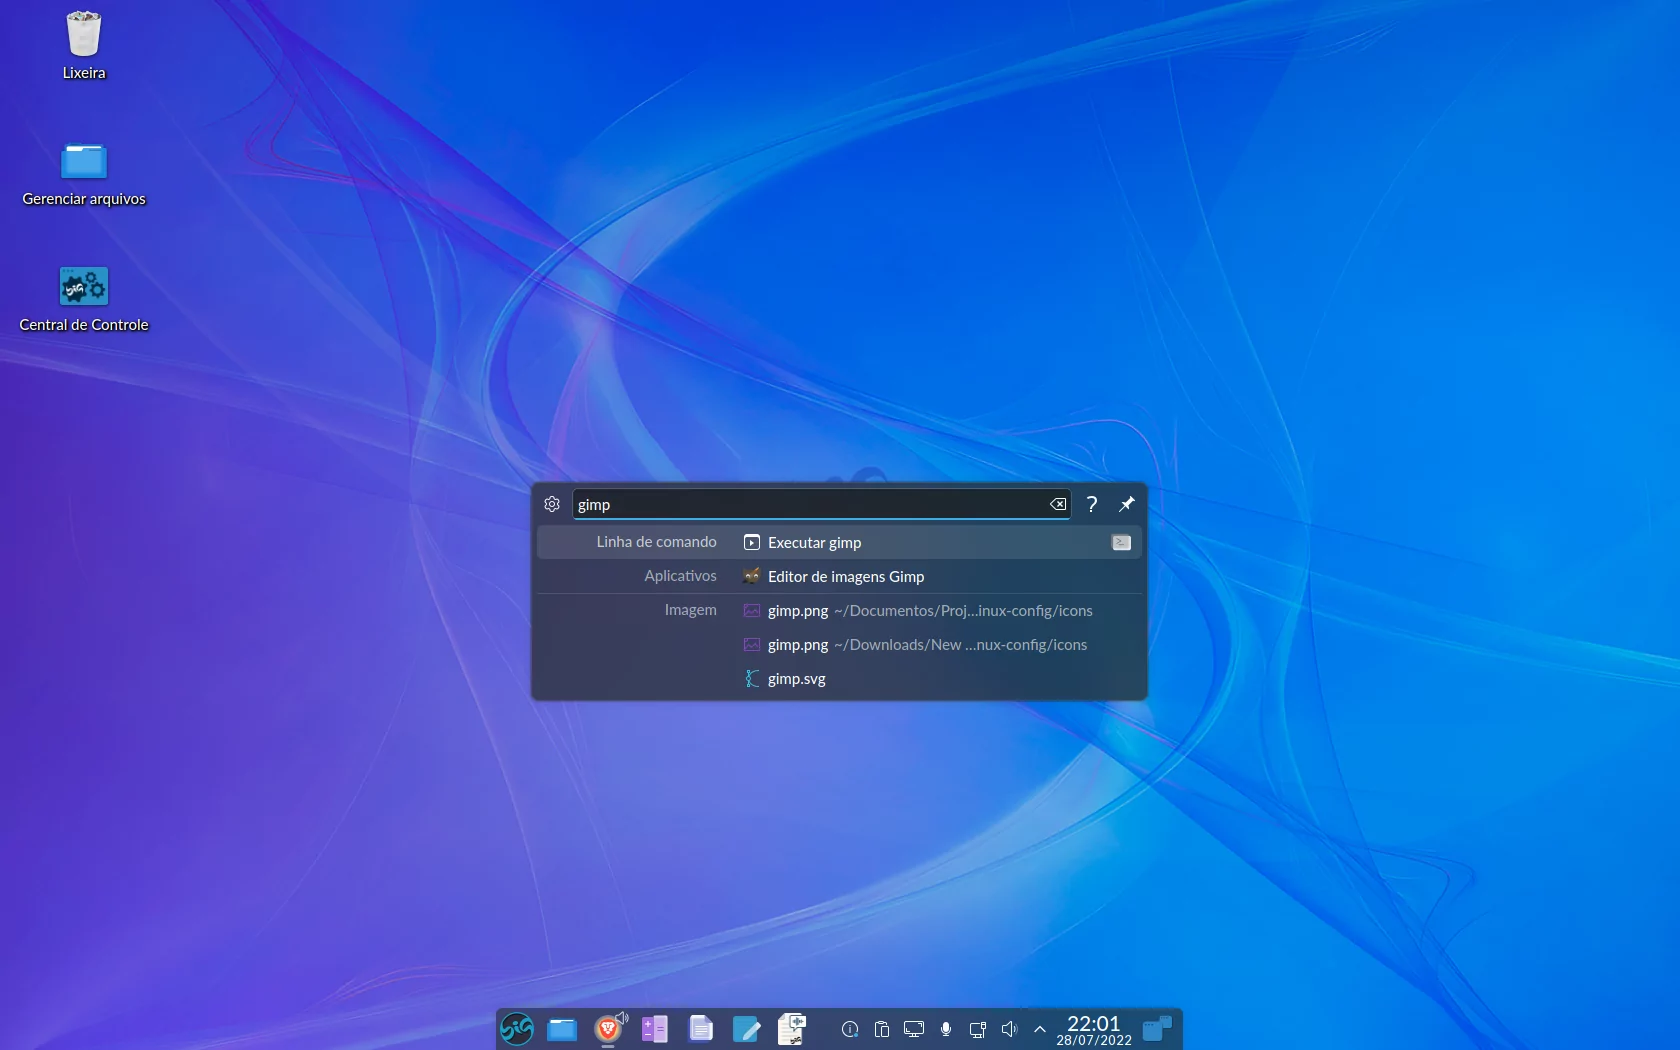 Lixeira
Gerenciar arquivos
Central de Controle
gimp
?
Linha de comando Executar gimp
Aplicativos Editor de imagens Gimp
Imagem gimp.png ~/Documentos/Proj...inux-config/icons
gimp.png ~/Downloads/New ...nux-config/icons
gimp.svg
22:01
28/07/2022